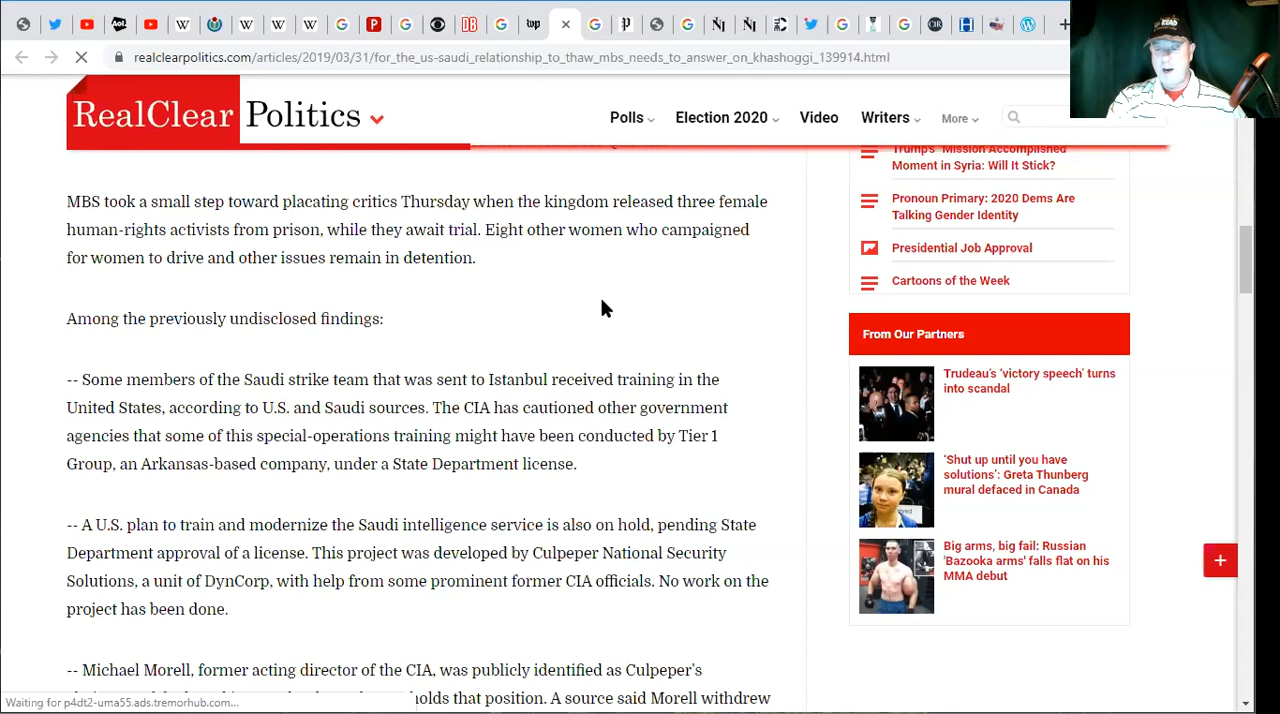 realclearpolitics.com/articles/2019/03/31/for_the_us-saudi_relationship_to_thaw_mbs_needs_to_answer_on_khashoggi_139914.html
READ
RealClear Politics
Polls
Election 2020
Video
Writers
More
MBS took a small step toward placating critics Thursday when the kingdom released three female
human-rights activists from prison, while they await trial. Eight other women who campaigned
for women to drive and other issues remain in detention.
Among the previously undisclosed findings:
-- Some members of the Saudi strike team that was sent to Istanbul received training in the
United States, according to U.S. and Saudi sources. The CIA has cautioned other government
agencies that some of this special-operations training might have been conducted by Tier 1
Group, an Arkansas-based company, under a State Department license.
-- A U.S. plan to train and modernize the Saudi intelligence service is also on hold, pending State
Department approval of a license. This project was developed by Culpeper National Security
Solutions, a unit of DynCorp, with help from some prominent former CIA officials. No work on the
project has been done.
-- Michael Morell, former acting director of the CIA, was publicly identified as Culpeper's
holds that position. A source said Morell withdrew
Trump's 'Mission Accomplished'
Moment in Syria: Will It Stick?
Pronoun Primary: 2020 Dems Are
Talking Gender Identity
Presidential Job Approval
Cartoons of the Week
From Our Partners
Trudeau's 'victory speech' turns
into scandal
'Shut up until you have
solutions': Greta Thunberg
mural defaced in Canada
Big arms, big fail: Russian
'Bazooka arms' falls flat on his
MMA debut
Waiting for p4dt2-uma55.ads.tremorhub.com...